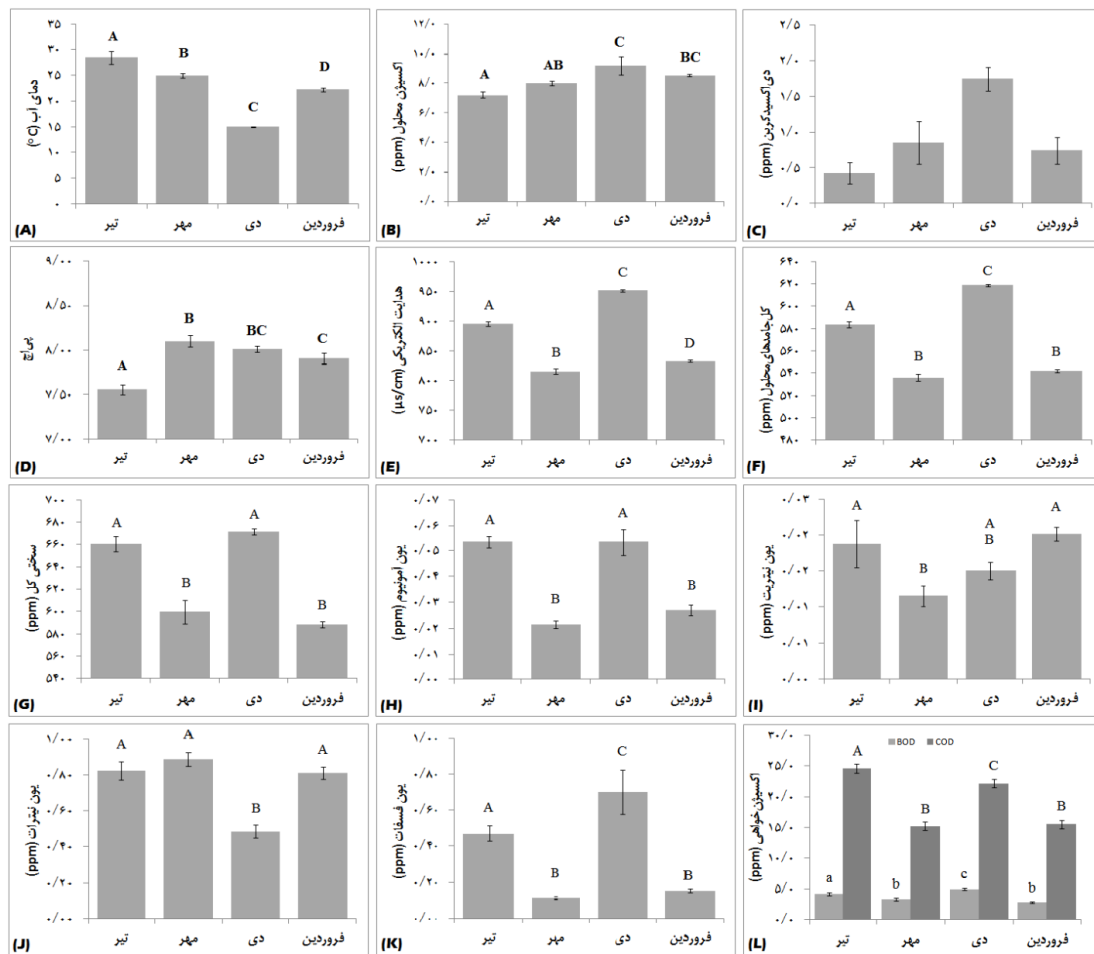 دمای آب (°C)
۳۵
۳۰
۲۵
۲۰
۱۵
۱۰
۵
۰
A
B
C
D
تیر مهر دی فروردین
(A)
اکسیژن محلول (ppm)
۱۲/۰
۱۰/۰
۸/۰
۶/۰
۴/۰
۲/۰
۰/۰
A
AB
C
BC
تیر مهر دی فروردین
(B)
دی‌اکسیدکربن (ppm)
۲/۵
۲/۰
۱/۵
۱/۰
۰/۵
۰/۰
تیر مهر دی فروردین
(C)
پی‌اچ
۹/۰۰
۸/۵۰
۸/۰۰
۷/۵۰
۷/۰۰
A
B
BC
C
تیر مهر دی فروردین
(D)
هدایت الکتریکی (µs/cm)
۱۰۰۰
۹۵۰
۹۰۰
۸۵۰
۸۰۰
۷۵۰
۷۰۰
A
B
C
D
تیر مهر دی فروردین
(E)
کل جامدهای محلول (ppm)
۶۴۰
۶۲۰
۶۰۰
۵۸۰
۵۶۰
۵۴۰
۵۲۰
۵۰۰
۴۸۰
A
B
C
B
تیر مهر دی فروردین
(F)
سختی کل (ppm)
۷۰۰
۶۸۰
۶۶۰
۶۴۰
۶۲۰
۶۰۰
۵۸۰
۵۶۰
۵۴۰
A
B
A
B
تیر مهر دی فروردین
(G)
یون آمونیوم (ppm)
۰/۰۷
۰/۰۶
۰/۰۵
۰/۰۴
۰/۰۳
۰/۰۲
۰/۰۱
۰/۰۰
A
B
A
B
تیر مهر دی فروردین
(H)
یون نیتریت (ppm)
۰/۰۳
۰/۰۲
۰/۰۲
۰/۰۱
۰/۰۱
۰/۰۰
A
B
A
B
A
تیر مهر دی فروردین
(I)
یون نیترات (ppm)
۱/۰۰
۰/۸۰
۰/۶۰
۰/۴۰
۰/۲۰
۰/۰۰
A
A
B
A
تیر مهر دی فروردین
(J)
یون فسفات (ppm)
۱/۰۰
۰/۸۰
۰/۶۰
۰/۴۰
۰/۲۰
۰/۰۰
A
B
C
B
تیر مهر دی فروردین
(K)
اکسیژن‌خواهی (ppm)
BOD COD
۳۰/۰
۲۵/۰
۲۰/۰
۱۵/۰
۱۰/۰
۵/۰
۰/۰
A
B
C
B
a
b
c
b
تیر مهر دی فروردین
(L)